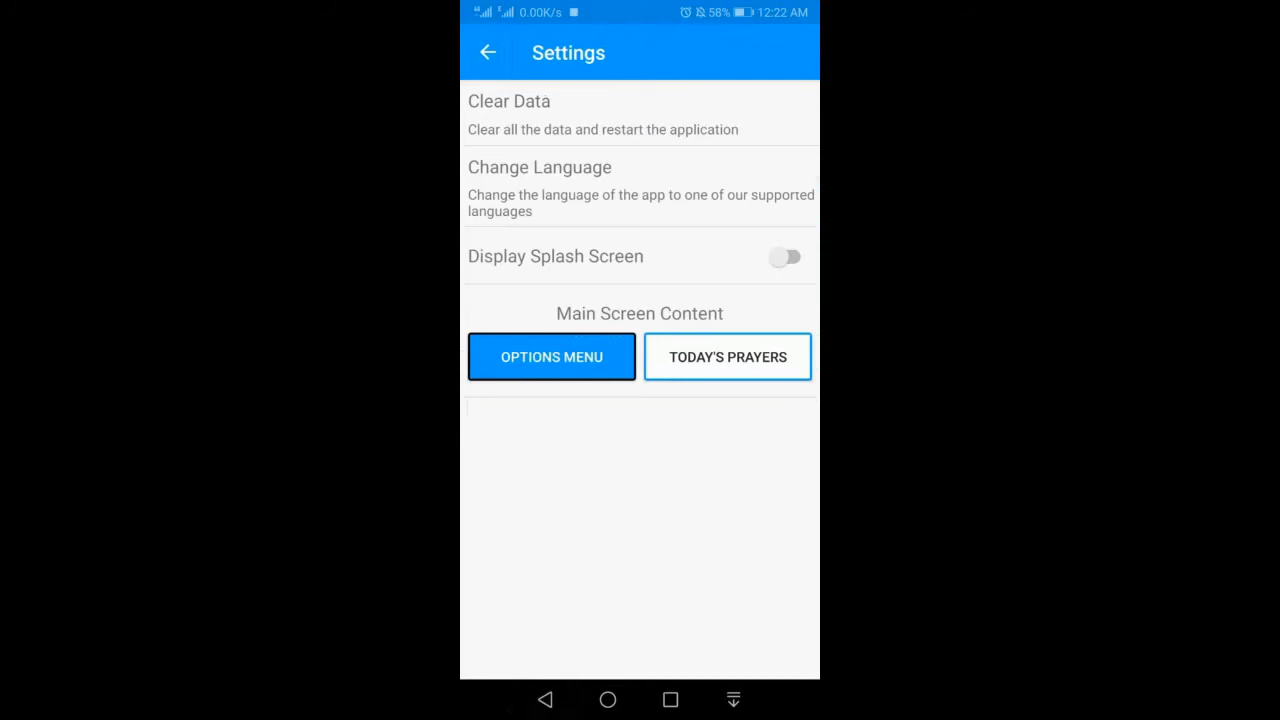 0.00K/s 58% 12:22 AM
Settings
Clear Data
Clear all the data and restart the application
Change Language
Change the language of the app to one of our supported
languages
Display Splash Screen
Main Screen Content
OPTIONS MENU TODAY'S PRAYERS